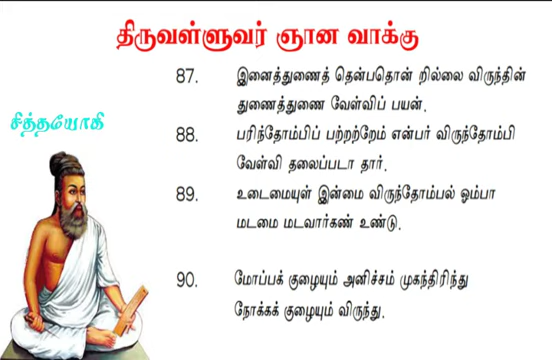 திருவள்ளுவர் ஞான வாக்கு
87. இனைத்துணைத் தென்பதொன் றில்லை விருந்தின்
துணைத்துணை வேள்விப் பயன்.
சித்தயோகி
88. பரிந்தோம்பிப் பற்றற்றேம் என்பர் விருந்தோம்பி
வேள்வி தலைப்படா தார்.
89. உடைமையுள் இன்மை விருந்தோம்பல் ஓம்பா
மடமை மடவார்கண் உண்டு.
90. மோப்பக் குழையும் அனிச்சம் முகந்திரிந்து
நோக்கக் குழையும் விருந்து.